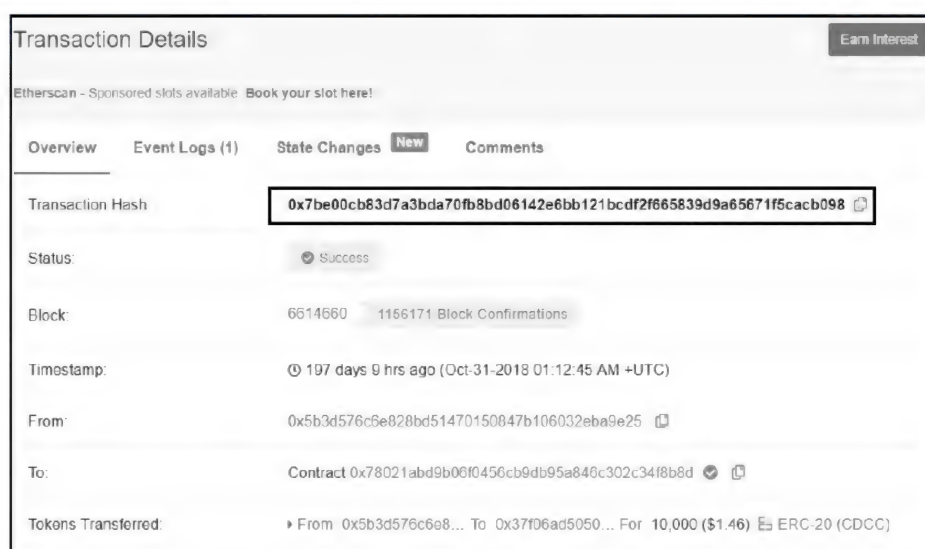 Transaction Details
Earn Interest
Etherscan - Sponsored slots available Book your slot here!
Overview Event Logs (1) State Changes New Comments
Transaction Hash 0x7be00cb83d7a3bda70fb8bd06142e6bb121bcdf2f665839d9a65671f5cacb098
Status: Success
Block: 6614660 1156171 Block Confirmations
Timestamp: 197 days 9 hrs ago (Oct-31-2018 01:12:45 AM +UTC)
From: 0x5b3d576c6e828bd51470150847b106032eba9e25
To: Contract 0x78021abd9b06f0456cb9db95a846c302c34f8b8d
Tokens Transferred: From 0x5b3d576c6e8... To 0x37f06ad5050... For 10,000 ($1.46) ERC-20 (CDCC)